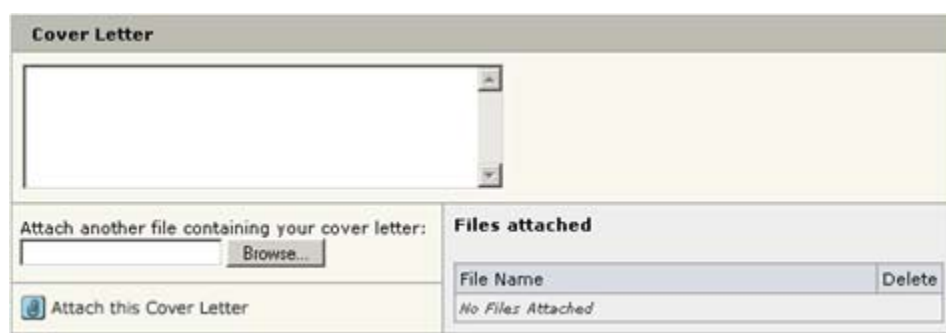 Cover Letter
Attach another file containing your cover letter:
Browse...
Attach this Cover Letter
Files attached
File Name Delete
No Files Attached